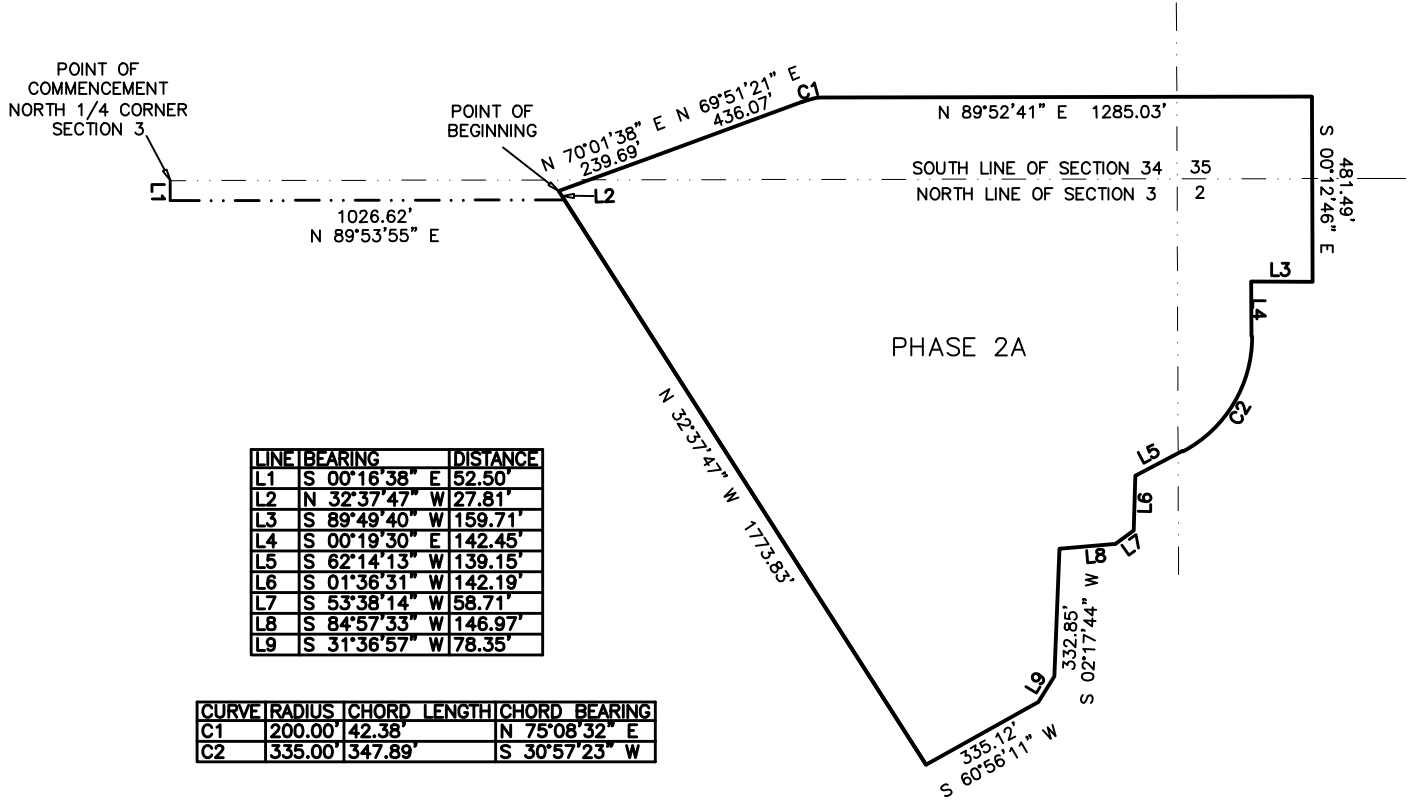 POINT OF
COMMENCEMENT
NORTH 1/4 CORNER
SECTION 3
POINT OF
BEGINNING
L1
1026.62'
N 89°53'55" E
L2
N 70°01'38" E
239.69'
N 69°51'21" E
436.07'
C1
N 89°52'41" E 1285.03'
S 00°12'46" E
481.49'
SOUTH LINE OF SECTION 34 35
NORTH LINE OF SECTION 3 2
L3
L4
PHASE 2A
C2
L5
L6
L7
L8
S 02°17'44" W
332.85'
L9
335.12'
S 60°56'11" W
N 32°37'47" W 1773.83'
LINE BEARING DISTANCE
L1 S 00°16'38" E 52.50'
L2 N 32°37'47" W 27.81'
L3 S 89°49'40" W 159.71'
L4 S 00°19'30" E 142.45'
L5 S 62°14'13" W 139.15'
L6 S 01°36'31" W 142.19'
L7 S 53°38'14" W 58.71'
L8 S 84°57'33" W 146.97'
L9 S 31°36'57" W 78.35'
CURVE RADIUS CHORD LENGTH CHORD BEARING
C1 200.00' 42.38' N 75°08'32" E
C2 335.00' 347.89' S 30°57'23" W